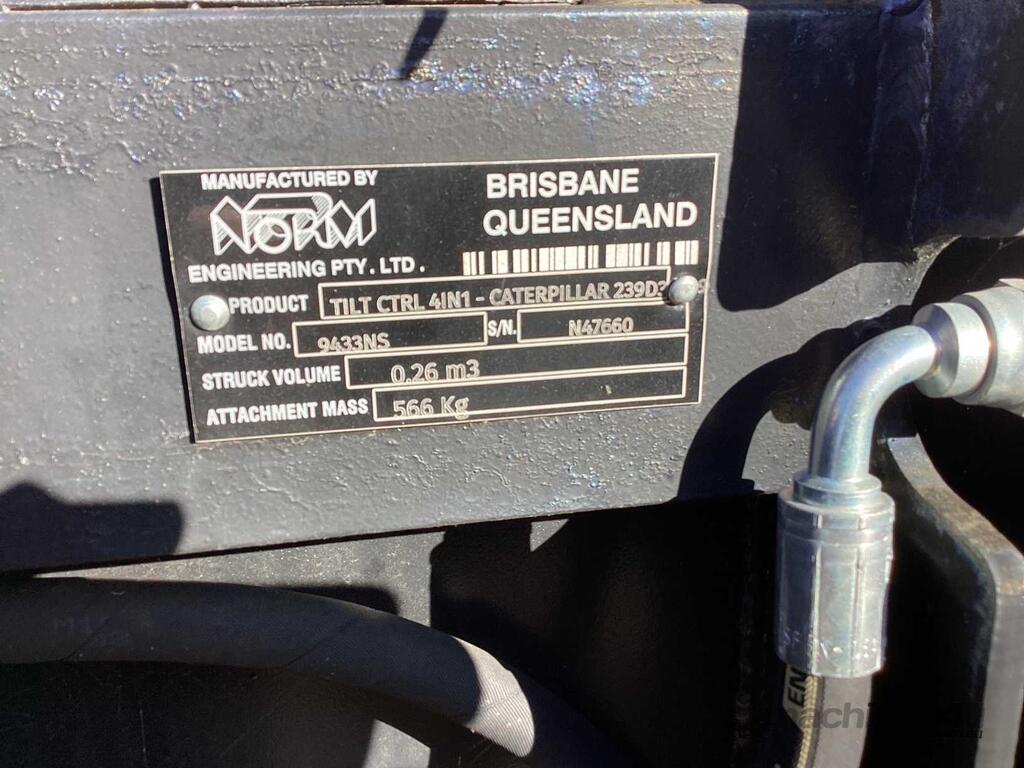 MANUFACTURED BY
NORM
ENGINEERING PTY. LTD.
BRISBANE
QUEENSLAND
PRODUCT TILT CTRL 4IN1 - CATERPILLAR 239D3
MODEL NO. 9433NS S/N. N47660
STRUCK VOLUME 0.26 m3
ATTACHMENT MASS 566 Kg